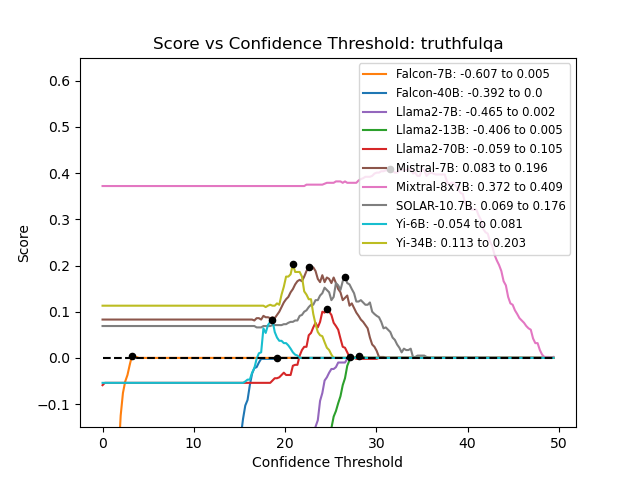 Score vs Confidence Threshold: truthfulqa
Score
0.6
0.5
0.4
0.3
0.2
0.1
0.0
−0.1
Falcon-7B: -0.607 to 0.005
Falcon-40B: -0.392 to 0.0
Llama2-7B: -0.465 to 0.002
Llama2-13B: -0.406 to 0.005
Llama2-70B: -0.059 to 0.105
Mistral-7B: 0.083 to 0.196
Mixtral-8x7B: 0.372 to 0.409
SOLAR-10.7B: 0.069 to 0.176
Yi-6B: -0.054 to 0.081
Yi-34B: 0.113 to 0.203
0 10 20 30 40 50
Confidence Threshold